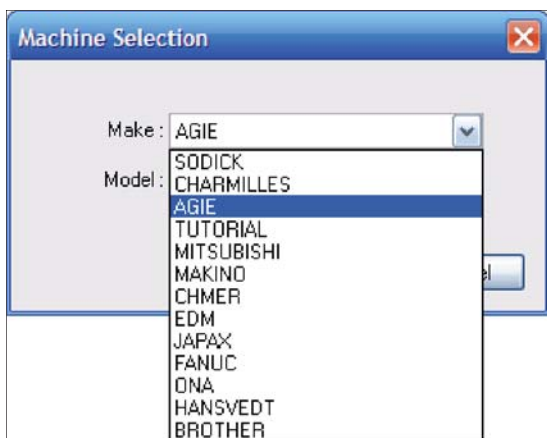 Machine Selection
Make : AGIE
SODICK
Model : CHARMILLES
AGIE
TUTORIAL
MITSUBISHI
MAKINO
CHMER
EDM
JAPAX
FANUC
ONA
HANSVEDT
BROTHER